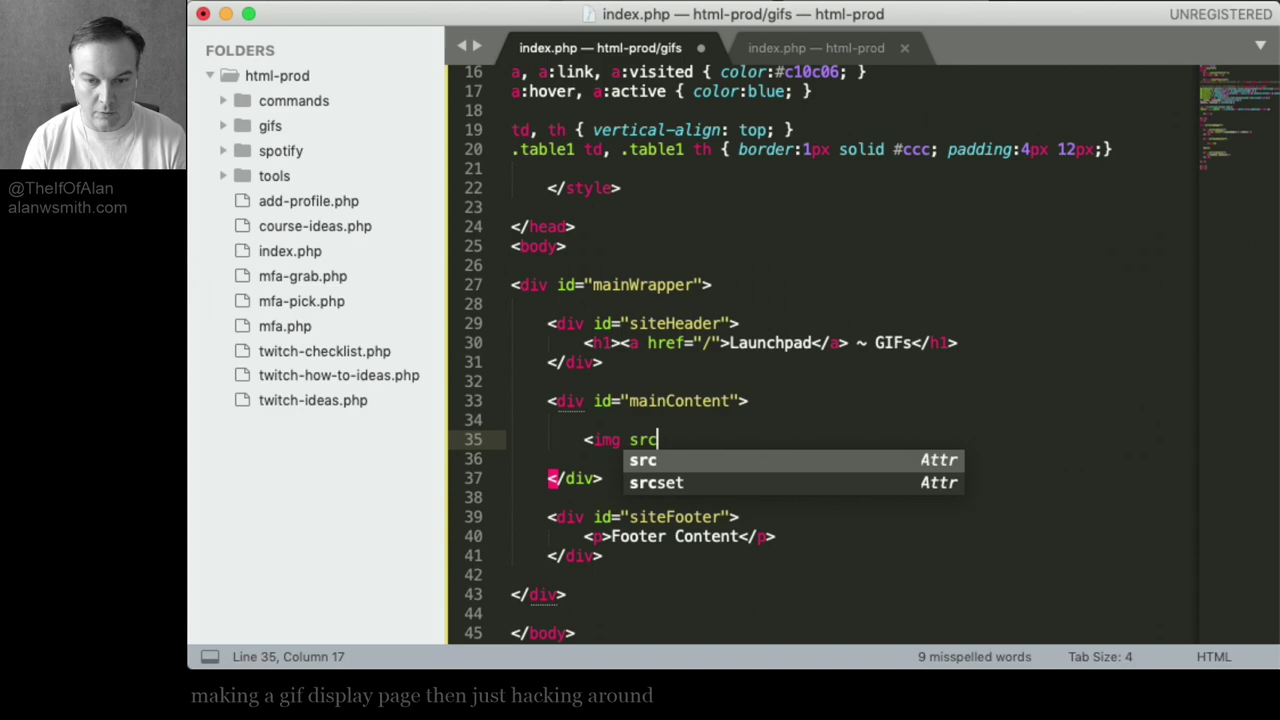 index.php — html-prod/gifs — html-prod
UNREGISTERED
FOLDERS
html-prod
commands
gifs
spotify
tools
add-profile.php
course-ideas.php
index.php
mfa-grab.php
mfa-pick.php
mfa.php
twitch-checklist.php
twitch-how-to-ideas.php
twitch-ideas.php
@TheIfOfAlan
alanwsmith.com
index.php — html-prod/gifs
index.php — html-prod
16 a, a:link, a:visited { color:#c10c06; }
17 a:hover, a:active { color:blue; }
18
19 td, th { vertical-align: top; }
20 .table1 td, .table1 th { border:1px solid #ccc; padding:4px 12px;}
21
22 </style>
23
24 </head>
25 <body>
26
27 <div id="mainWrapper">
28
29 <div id="siteHeader">
30 <h1><a href="/">Launchpad</a> ~ GIFs</h1>
31 </div>
32
33 <div id="mainContent">
34
35 <img src
src Attr
36
srcset Attr
37 </div>
38
39 <div id="siteFooter">
40 <p>Footer Content</p>
41 </div>
42
43 </div>
44
45 </body>
Line 35, Column 17
9 misspelled words
Tab Size: 4
HTML
making a gif display page then just hacking around